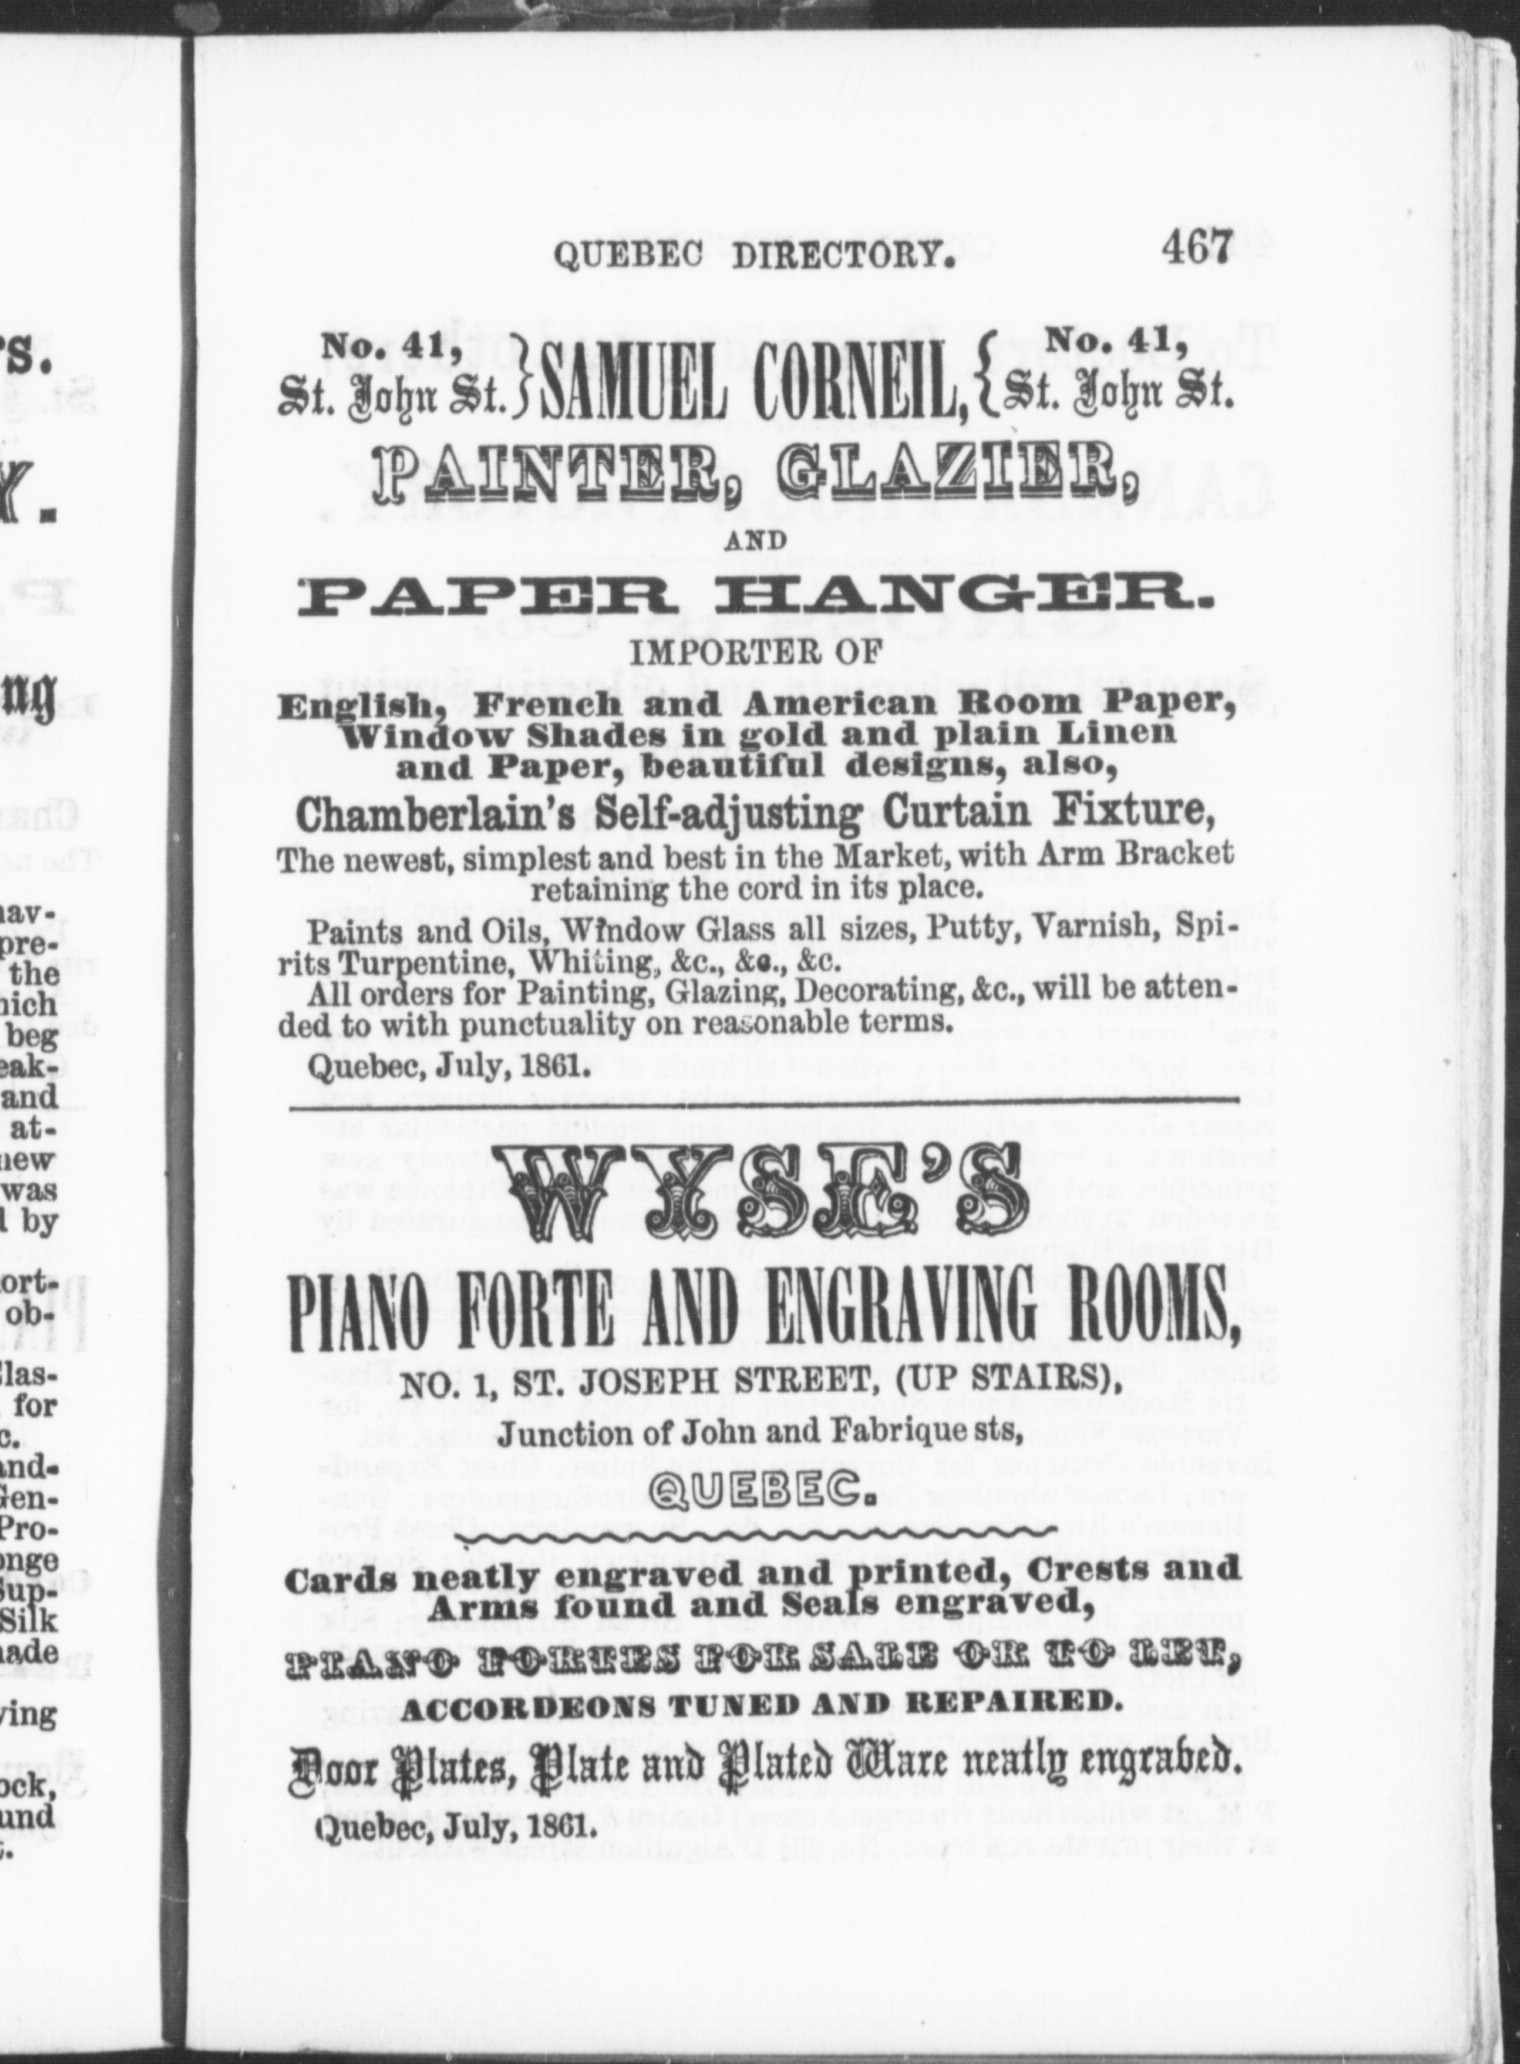 QUEBEC DIRECTORY. 467
No. 41, St. John St. } SAMUEL CORNEIL, { No. 41, St. John St.
PAINTER, GLAZIER,
AND
PAPER HANGER.
IMPORTER OF
English, French and American Room Paper,
Window Shades in gold and plain Linen
and Paper, beautiful designs, also,
Chamberlain's Self-adjusting Curtain Fixture,
The newest, simplest and best in the Market, with Arm Bracket
retaining the cord in its place.
Paints and Oils, Window Glass all sizes, Putty, Varnish, Spi-
rits Turpentine, Whiting, &c., &c., &c.
All orders for Painting, Glazing, Decorating, &c., will be atten-
ded to with punctuality on reasonable terms.
Quebec, July, 1861.
WYSE'S
PIANO FORTE AND ENGRAVING ROOMS,
NO. 1, ST. JOSEPH STREET, (UP STAIRS),
Junction of John and Fabrique sts,
QUEBEC.
Cards neatly engraved and printed, Crests and
Arms found and Seals engraved,
PIANO FORTES FOR SALE OR TO LET,
ACCORDEONS TUNED AND REPAIRED.
Door Plates, Plate and Plated Ware neatly engraved.
Quebec, July, 1861.